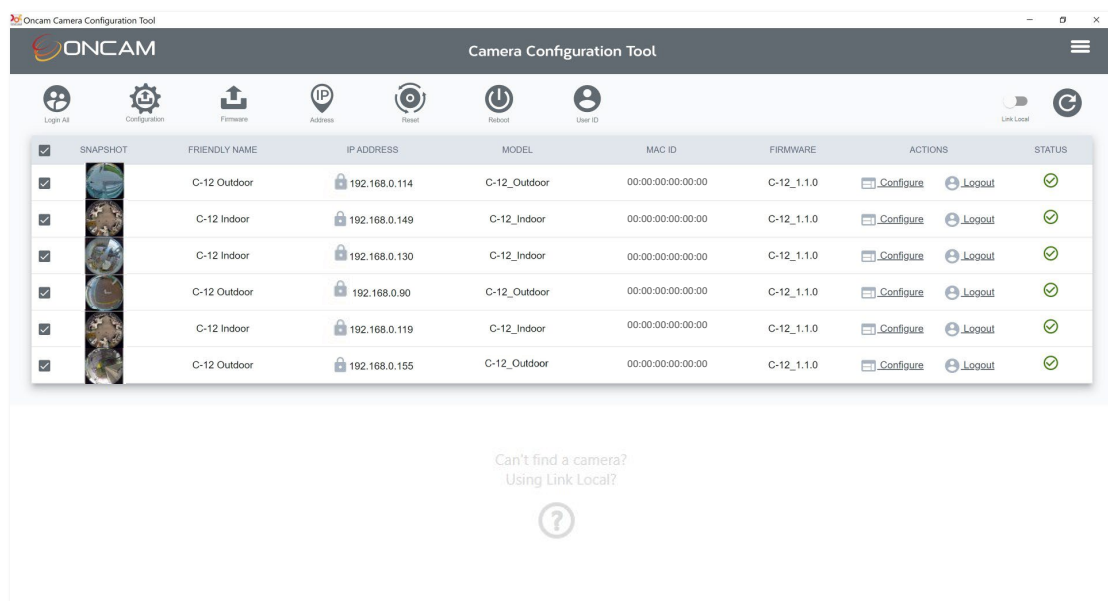 Oncam Camera Configuration Tool
ONCAM
Camera Configuration Tool
Login All Configuration Firmware IP Address Reset Reboot User ID Link Local
SNAPSHOT FRIENDLY NAME IP ADDRESS MODEL MAC ID FIRMWARE ACTIONS STATUS
C-12 Outdoor 192.168.0.114 C-12_Outdoor 00:00:00:00:00:00 C-12_1.1.0 Configure Logout
C-12 Indoor 192.168.0.149 C-12_Indoor 00:00:00:00:00:00 C-12_1.1.0 Configure Logout
C-12 Indoor 192.168.0.130 C-12_Indoor 00:00:00:00:00:00 C-12_1.1.0 Configure Logout
C-12 Outdoor 192.168.0.90 C-12_Outdoor 00:00:00:00:00:00 C-12_1.1.0 Configure Logout
C-12 Indoor 192.168.0.119 C-12_Indoor 00:00:00:00:00:00 C-12_1.1.0 Configure Logout
C-12 Outdoor 192.168.0.155 C-12_Outdoor 00:00:00:00:00:00 C-12_1.1.0 Configure Logout
Can't find a camera?
Using Link Local?
?